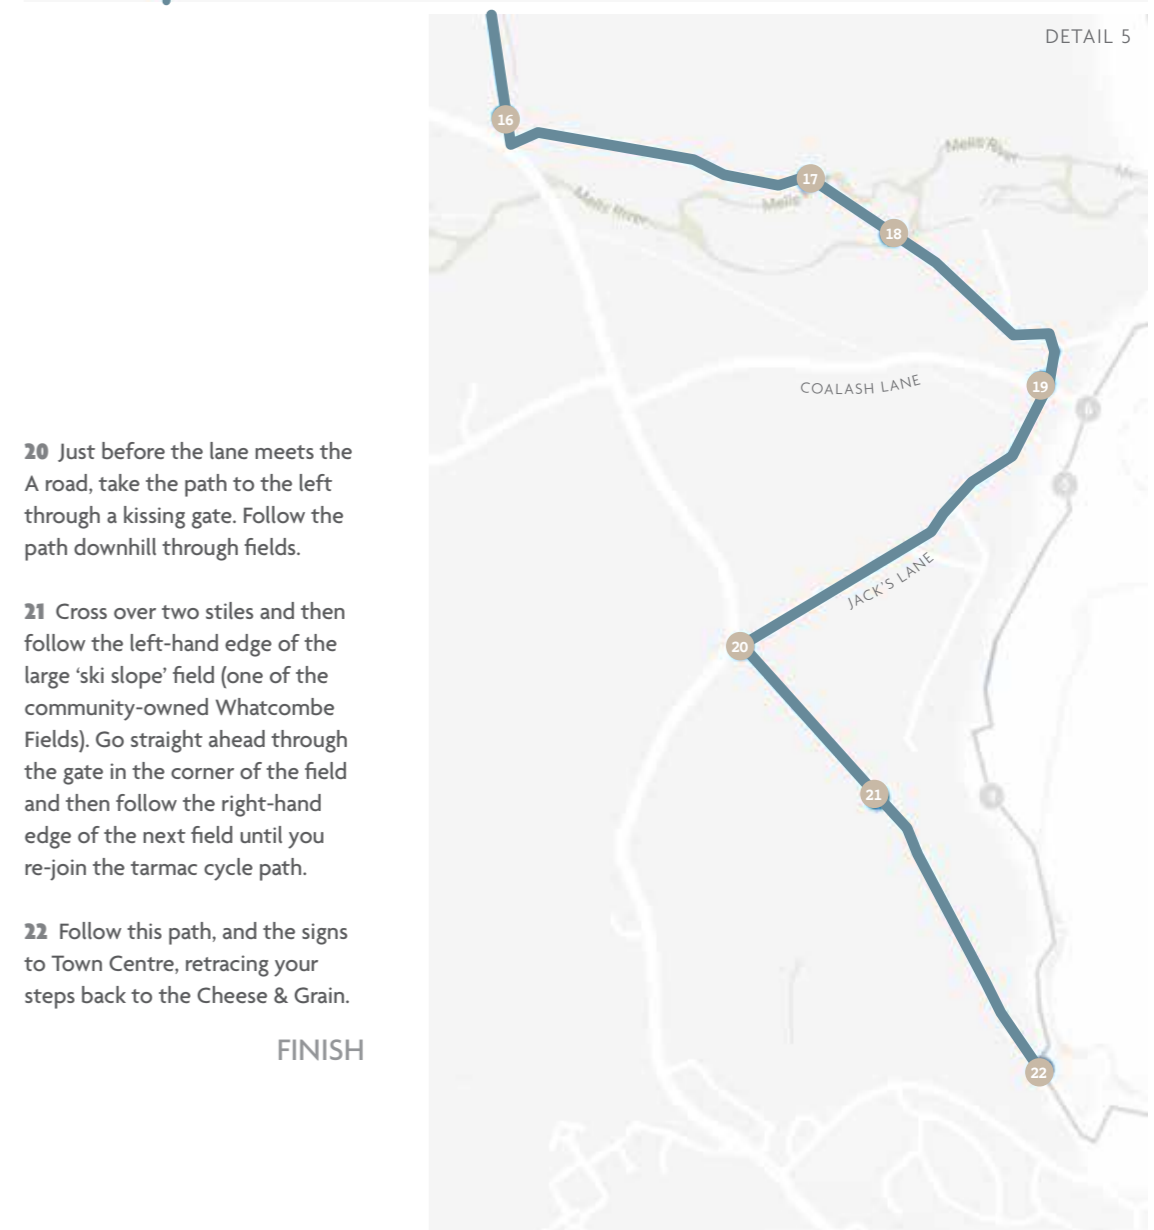 DETAIL 5
16
17
18
19
20
21
22
Mells River
Mells
Mells River
COALASH LANE
JACK'S LANE
20 Just before the lane meets the
A road, take the path to the left
through a kissing gate. Follow the
path downhill through fields.
21 Cross over two stiles and then
follow the left-hand edge of the
large ‘ski slope’ field (one of the
community-owned Whatcombe
Fields). Go straight ahead through
the gate in the corner of the field
and then follow the right-hand
edge of the next field until you
re-join the tarmac cycle path.
22 Follow this path, and the signs
to Town Centre, retracing your
steps back to the Cheese & Grain.
FINISH